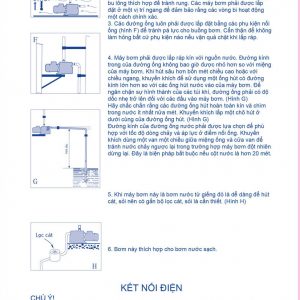 bu lông thích hợp để tránh rung. Các máy bơm phải được lắp
đặt ở một vị trí ngang để đảm bảo rằng các vòng bi hoạt động
một cách chính xác.
3. Các đường ống luôn phải được lắp đặt bằng các phụ kiện nối
ống (hình F) để tránh pá lực cho buồng bơm. Cẩn thận để không
làm hỏng bất cứ phụ kiện nào nếu vặn quá chặt khi lắp ráp.
F
4. Máy bơm phải được lắp ráp kín với nguồn nước. Đường kính
trong của đường ống không bao giờ được nhỏ hơn so với miệng
của máy bơm. Khi hút sâu hơn bốn mét chiều cao hoặc với
chiều ngang, khuyến khích để sử dụng một ống hút có đường
kính lớn hơn so với các ống hút nước vào của máy bơm. Để
ngăn chặn sự hình thành của các túi khí, đường ống phải có độ
dốc nhẹ trở lên đối với các đầu vào máy bơm. (Hình G)
Hãy chắc chắn rằng các đường ống hút hoàn toàn kín và chìm
trong nước ít nhất nửa mét. Khuyến khích lắp một chõ hút ở
dưới cùng của đường ống hút. (Hình G)
Đường kính của đường ống nước phải được lựa chọn để phù
hợp với tốc độ dòng chảy và áp lực ở điểm nối ống. Khuyến
khích dùng một van một chiều giữa miệng ống và cửa van để
tránh nước chảy ngược lại trong trường hợp máy bơm đột nhiên
dừng lại. Đây là biện pháp bắt buộc nếu cột nước là hơn 20 mét.
G
5. Khi máy bơm này là bơm nước từ giếng đó là dễ dàng để hút
cát, sỏi nên cô gắn bộ lọc cát, sỏi là cần thiết. (Hình H)
Lọc cát
H
6. Bơm này thích hợp cho bơm nước sạch.
KẾT NỐI ĐIỆN
CHÚ Ý!